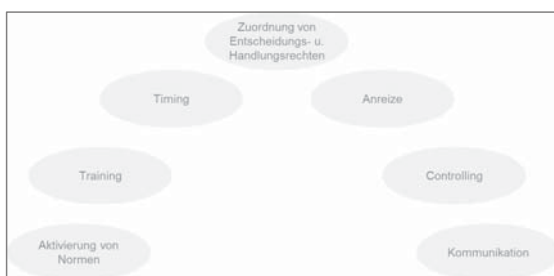 Zuordnung von
Entscheidungs- u.
Handlungsrechten
Timing
Anreize
Training
Controlling
Aktivierung von
Normen
Kommunikation